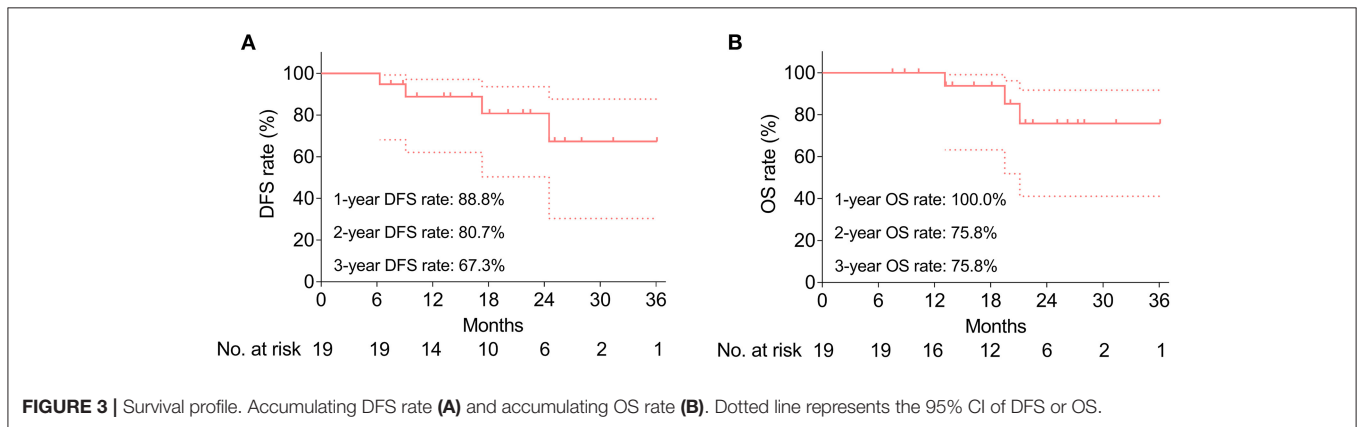 A
DFS rate (%)
100
80
60
40
20
0
1-year DFS rate: 88.8%
2-year DFS rate: 80.7%
3-year DFS rate: 67.3%
0 6 12 18 24 30 36
Months
No. at risk 19 19 14 10 6 2 1
B
OS rate (%)
100
80
60
40
20
0
1-year OS rate: 100.0%
2-year OS rate: 75.8%
3-year OS rate: 75.8%
0 6 12 18 24 30 36
Months
No. at risk 19 19 16 12 6 2 1
FIGURE 3 | Survival profile. Accumulating DFS rate (A) and accumulating OS rate (B). Dotted line represents the 95% CI of DFS or OS.